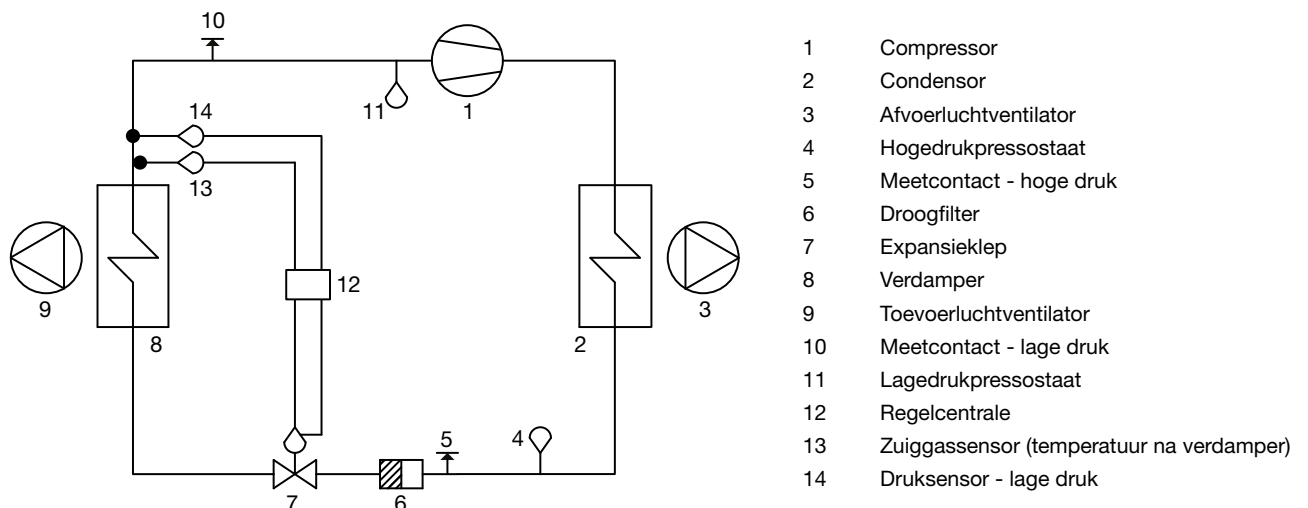 10
14
11
1
13
12
9
8
2
3
5
4
7
6
1 Compressor
2 Condensor
3 Afvoerluchtventilator
4 Hogedrukpressostaat
5 Meetcontact - hoge druk
6 Droogfilter
7 Expansieklep
8 Verdamper
9 Toevoerluchtventilator
10 Meetcontact - lage druk
11 Lagedrukpressostaat
12 Regelcentrale
13 Zuiggassensor (temperatuur na verdamper)
14 Druksensor - lage druk